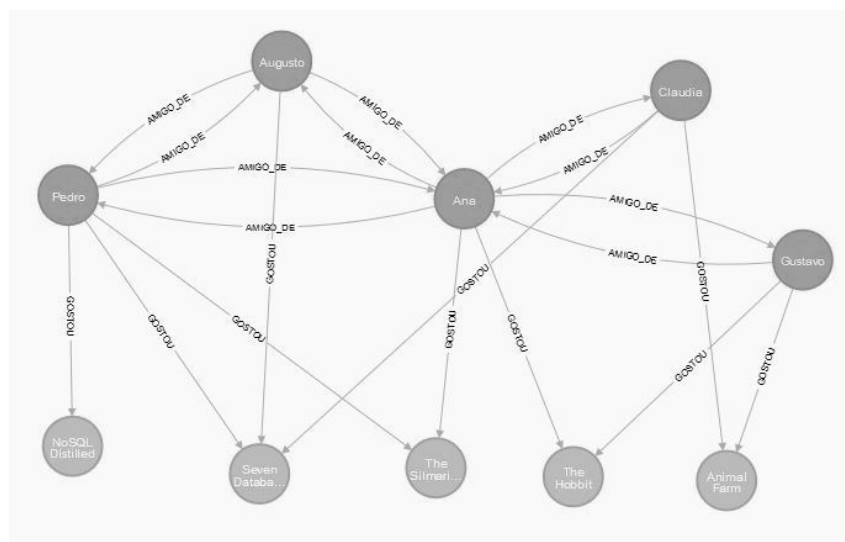 Augusto
Claudia
AMIGO_DE
AMIGO_DE
AMIGO_DE
AMIGO_DE
AMIGO_DE
AMIGO_DE
AMIGO_DE
Pedro
Ana
AMIGO_DE
AMIGO_DE
AMIGO_DE
Gustavo
GOSTOU
GOSTOU
GOSTOU
GOSTOU
GOSTOU
GOSTOU
GOSTOU
GOSTOU
GOSTOU
GOSTOU
NoSQL
Distilled
Seven
Databa...
The
Silmari...
The
Hobbit
Animal
Farm